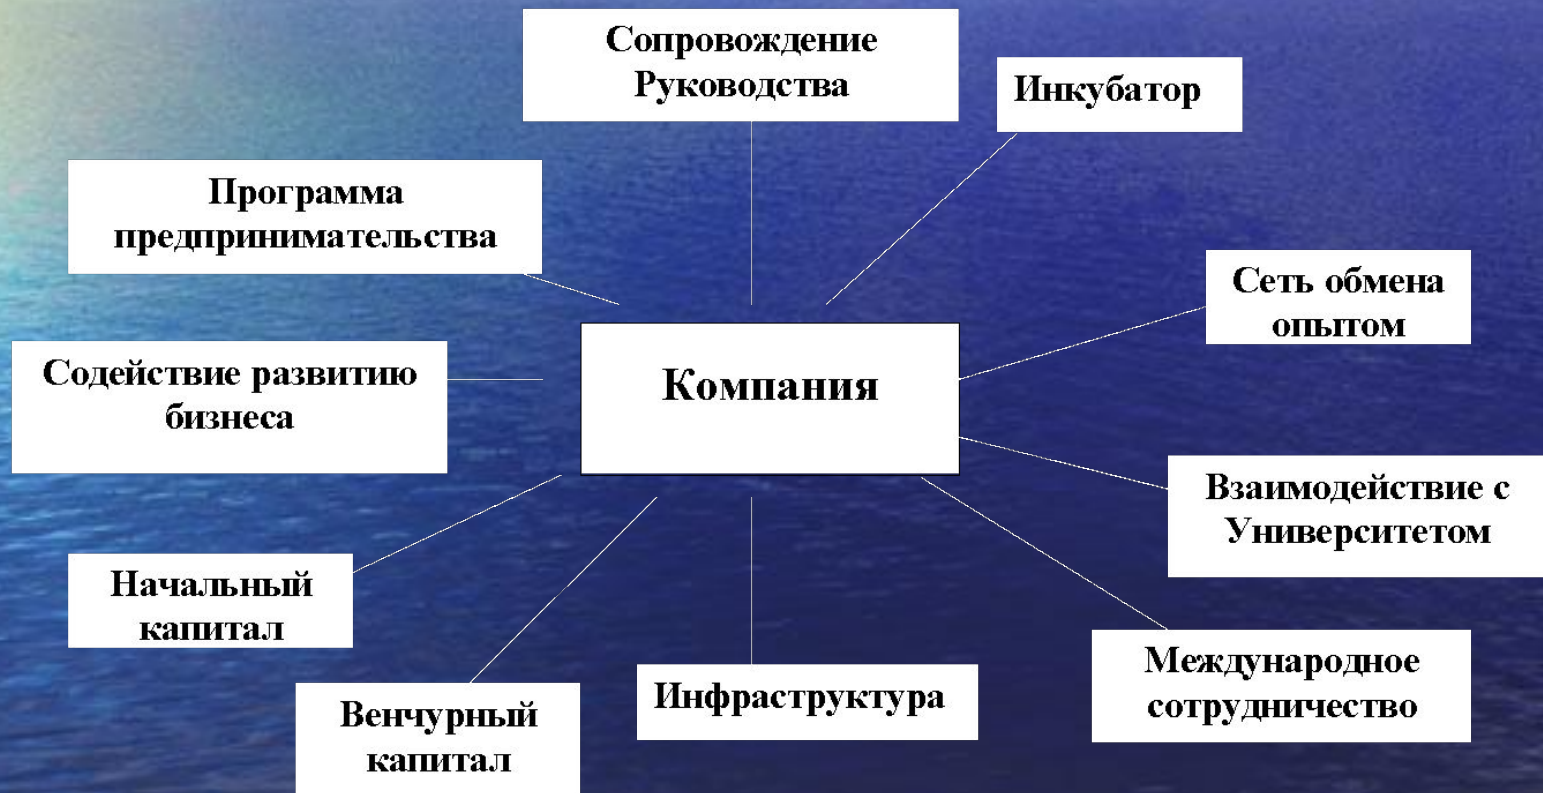 Сопровождение
Руководства
Инкубатор
Программа
предпринимательства
Сеть обмена
опытом
Содействие развитию
бизнеса
Компания
Взаимодействие с
Университетом
Начальный
капитал
Международное
сотрудничество
Инфраструктура
Венчурный
капитал